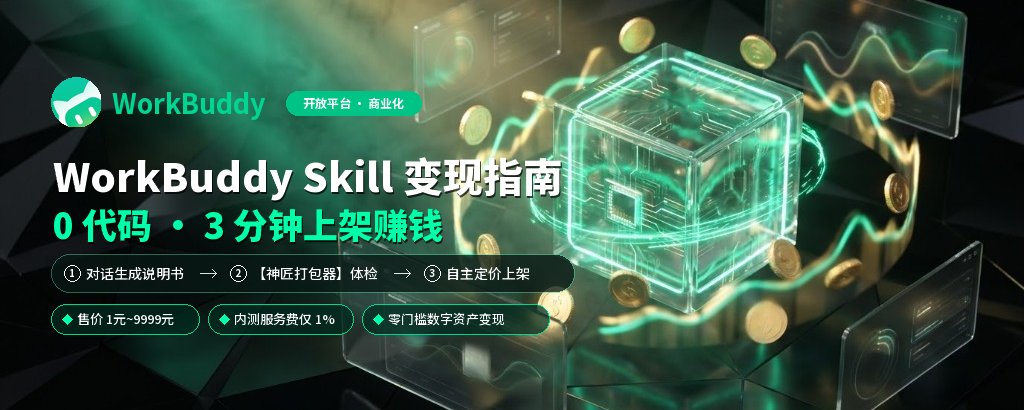 WorkBuddy 开放平台 · 商业化
WorkBuddy Skill 变现指南
0 代码 · 3 分钟上架赚钱
① 对话生成说明书 → ② 【神匠打包器】体检 → ③ 自主定价上架
◆ 售价 1元~9999元 ◆ 内测服务费仅 1% ◆ 零门槛数字资产变现